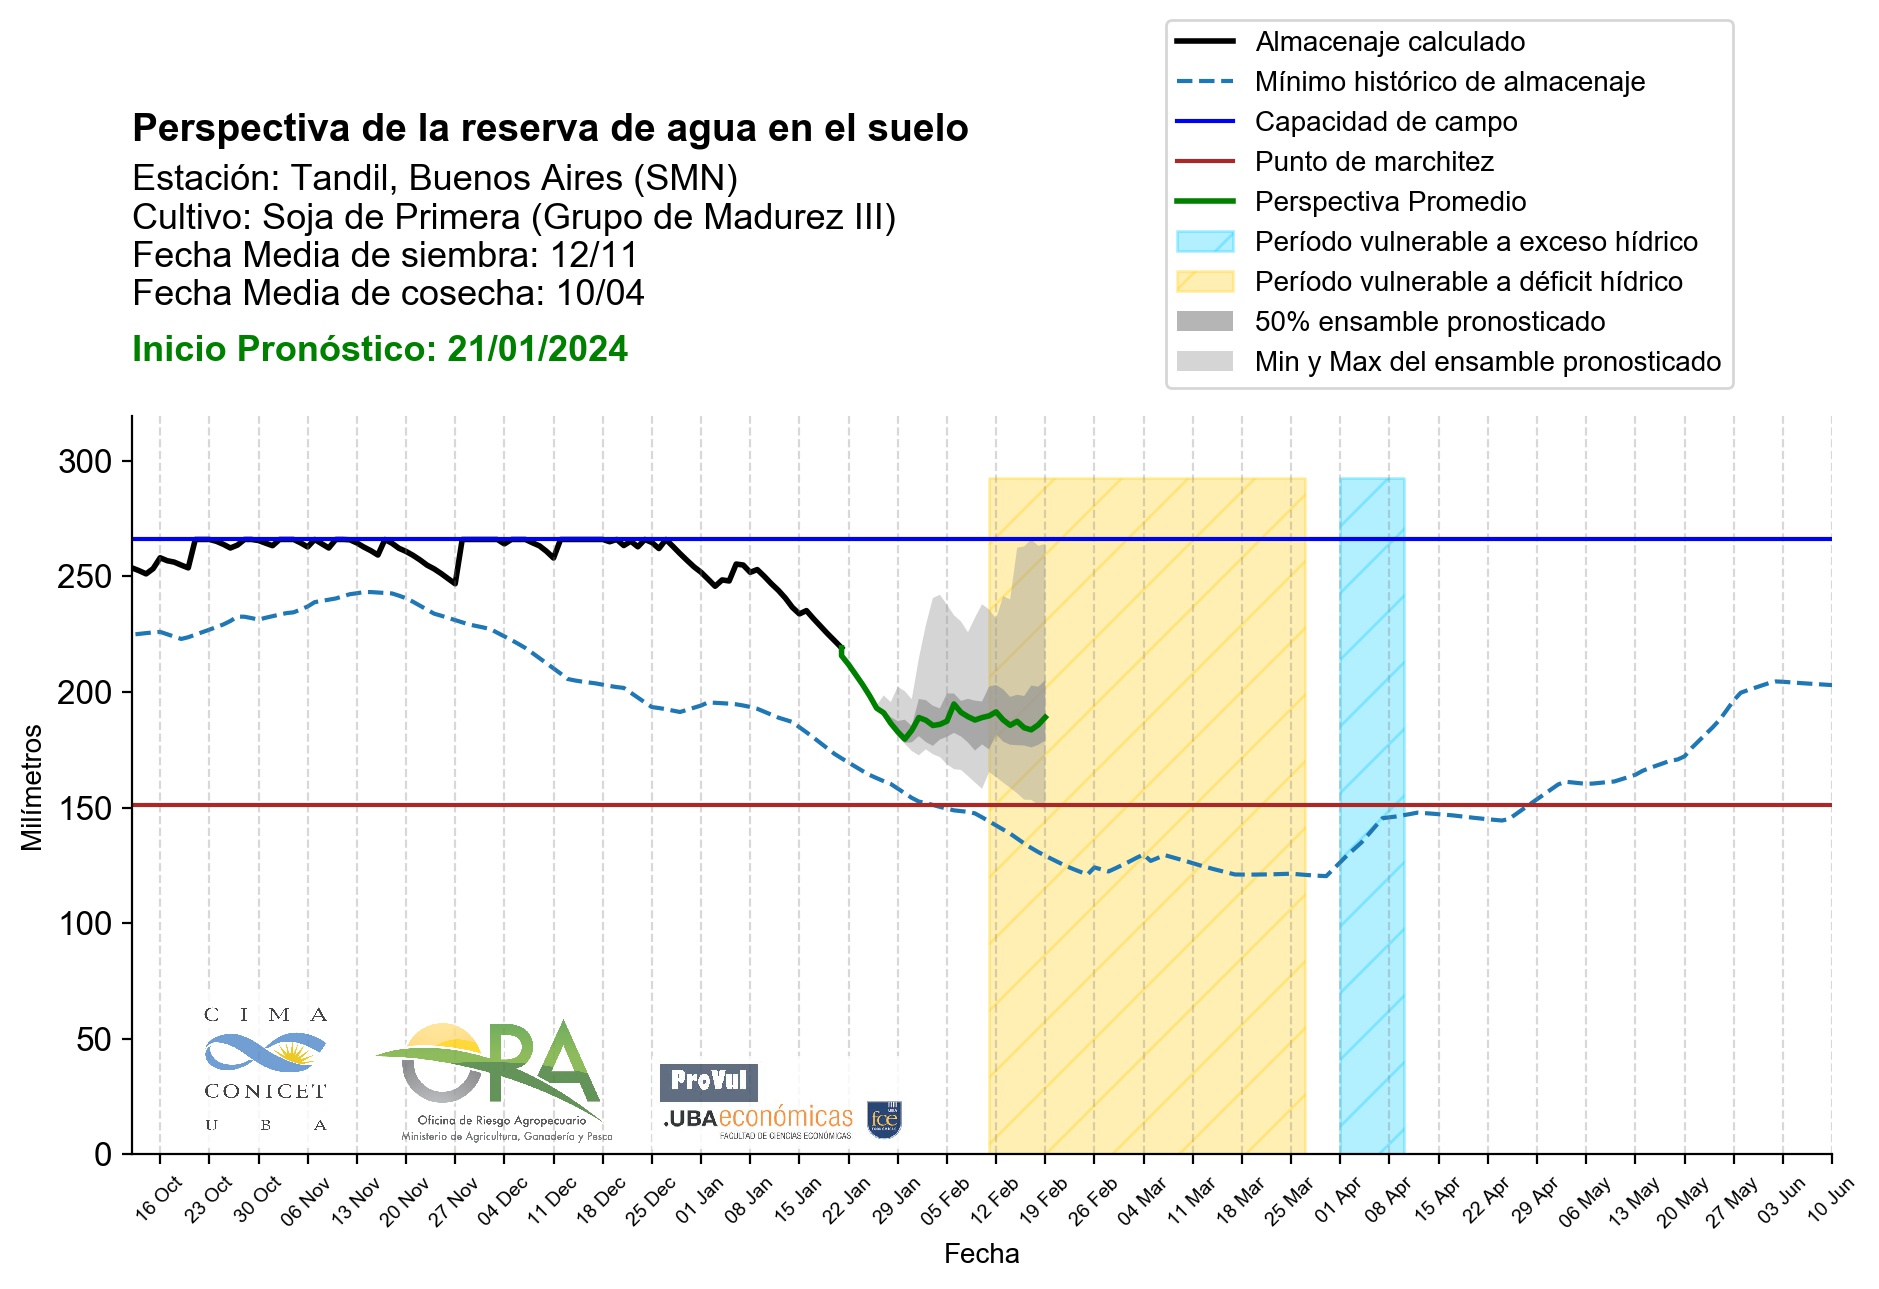 Almacenaje calculado
Mínimo histórico de almacenaje
Capacidad de campo
Punto de marchitez
Perspectiva Promedio
Período vulnerable a exceso hídrico
Período vulnerable a déficit hídrico
50% ensamble pronosticado
Min y Max del ensamble pronosticado
Perspectiva de la reserva de agua en el suelo
Estación: Tandil, Buenos Aires (SMN)
Cultivo: Soja de Primera (Grupo de Madurez III)
Fecha Media de siembra: 12/11
Fecha Media de cosecha: 10/04
Inicio Pronóstico: 21/01/2024
Milímetros
300
250
200
150
100
50
0
CIMA
CONICET
UBA
ORA
Oficina de Riesgo Agropecuario
Ministerio de Agricultura, Ganadería y Pesca
ProVul
.UBAeconómicas
FACULTAD DE CIENCIAS ECONÓMICAS
fce
16 Oct
23 Oct
30 Oct
06 Nov
13 Nov
20 Nov
27 Nov
04 Dec
11 Dec
18 Dec
25 Dec
01 Jan
08 Jan
15 Jan
22 Jan
29 Jan
05 Feb
12 Feb
19 Feb
26 Feb
04 Mar
11 Mar
18 Mar
25 Mar
01 Apr
08 Apr
15 Apr
22 Apr
29 Apr
06 May
13 May
20 May
27 May
03 Jun
10 Jun
Fecha